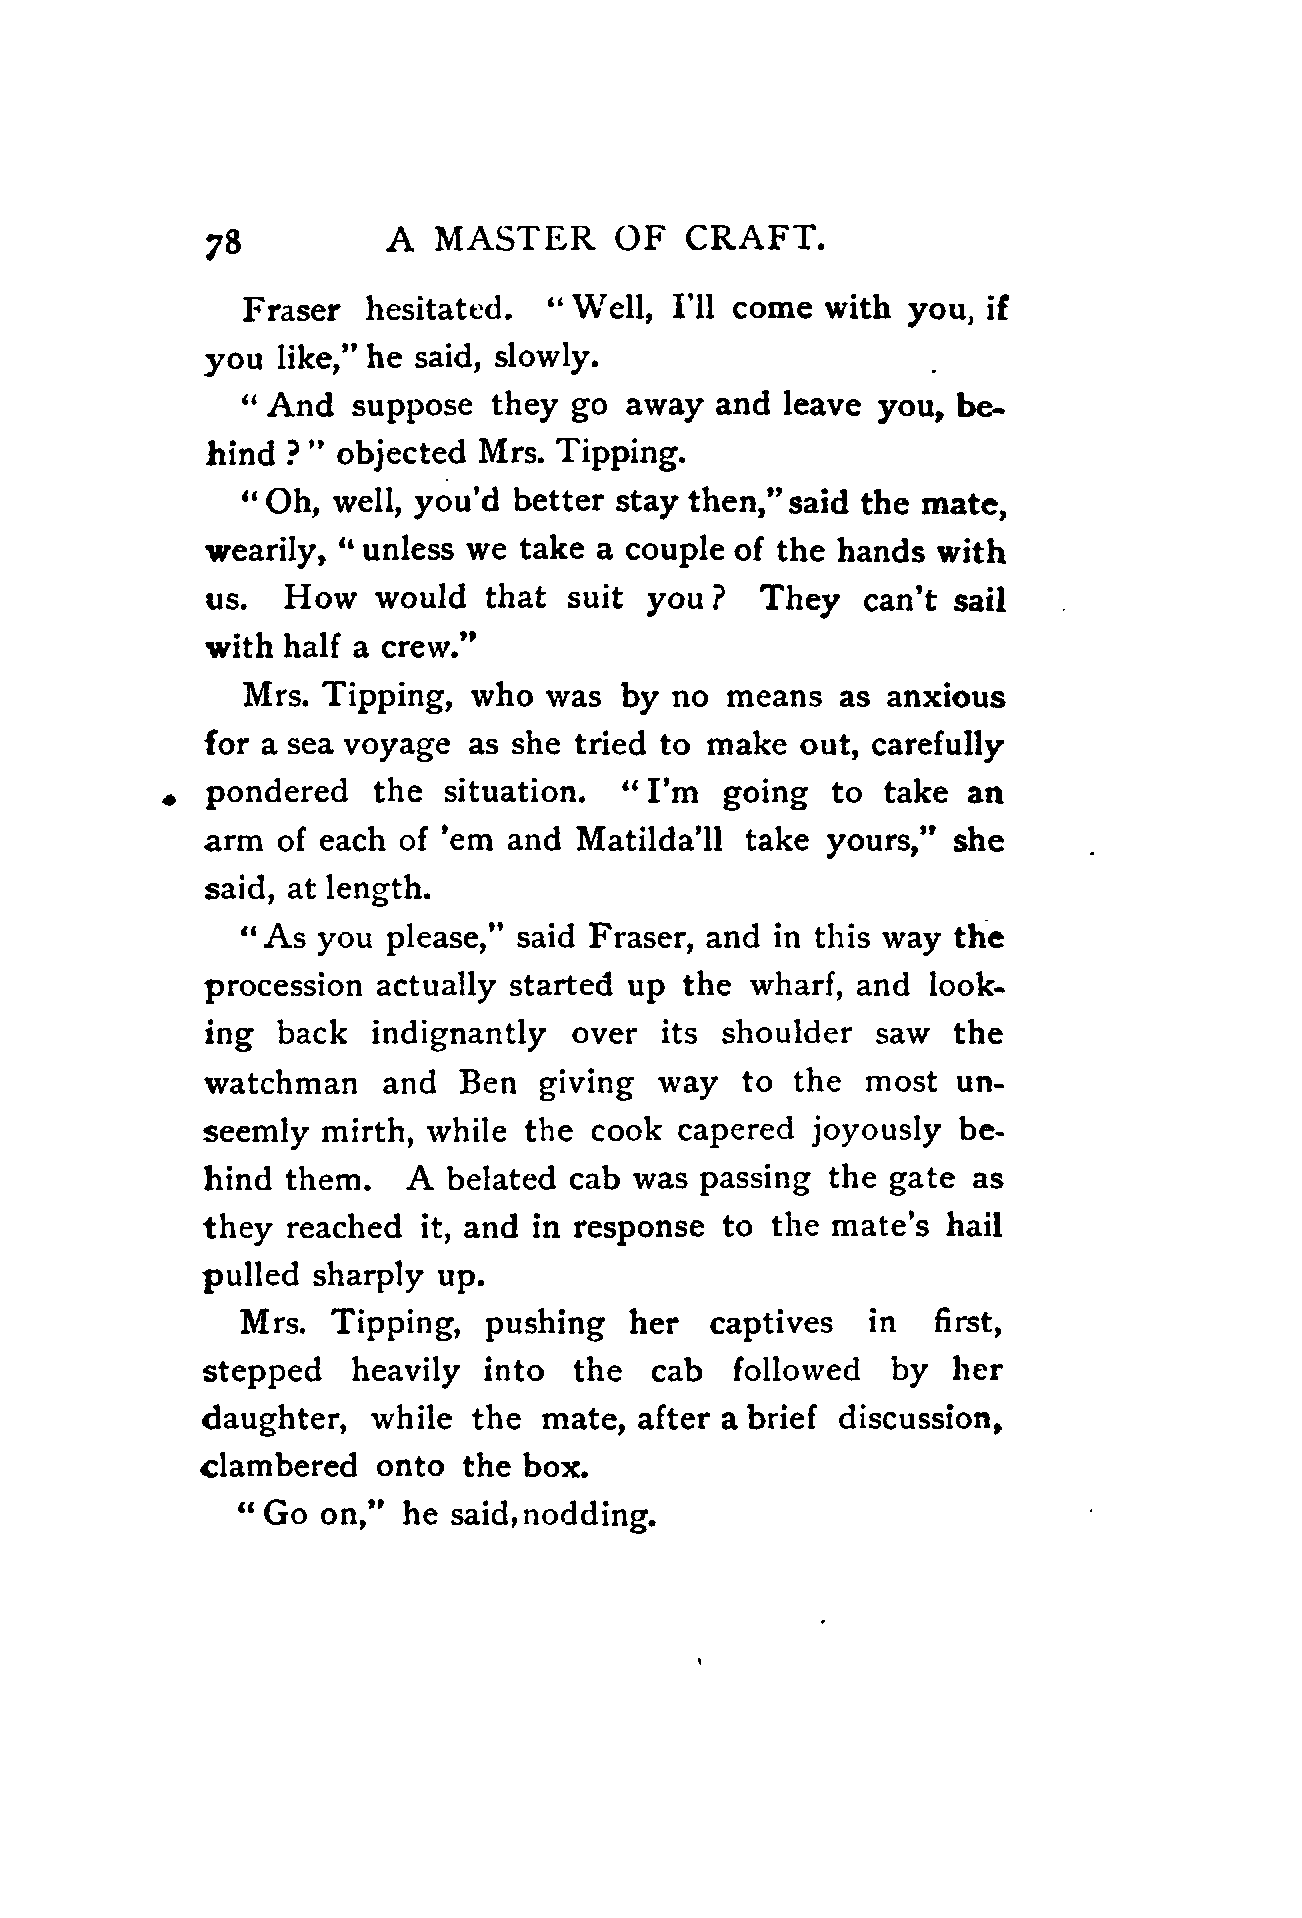 78 A MASTER OF CRAFT.
Fraser hesitated. "Well, I'll come with you, if
you like," he said, slowly.
"And suppose they go away and leave you, be-
hind?" objected Mrs. Tipping.
"Oh, well, you'd better stay then," said the mate,
wearily, "unless we take a couple of the hands with
us. How would that suit you? They can't sail
with half a crew."
Mrs. Tipping, who was by no means as anxious
for a sea voyage as she tried to make out, carefully
pondered the situation. "I'm going to take an
arm of each of 'em and Matilda'll take yours," she
said, at length.
"As you please," said Fraser, and in this way the
procession actually started up the wharf, and look-
ing back indignantly over its shoulder saw the
watchman and Ben giving way to the most un-
seemly mirth, while the cook capered joyously be-
hind them. A belated cab was passing the gate as
they reached it, and in response to the mate's hail
pulled sharply up.
Mrs. Tipping, pushing her captives in first,
stepped heavily into the cab followed by her
daughter, while the mate, after a brief discussion,
clambered onto the box.
"Go on," he said, nodding.